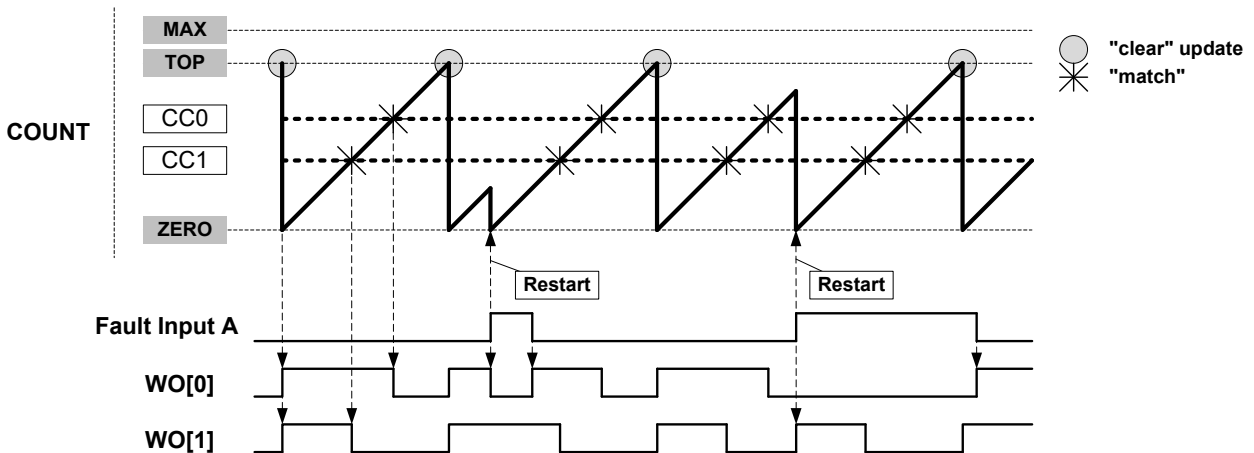 MAX
"clear" update
TOP
"match"
CC0
COUNT
CC1
ZERO
Restart
Restart
Fault Input A
WO[0]
WO[1]